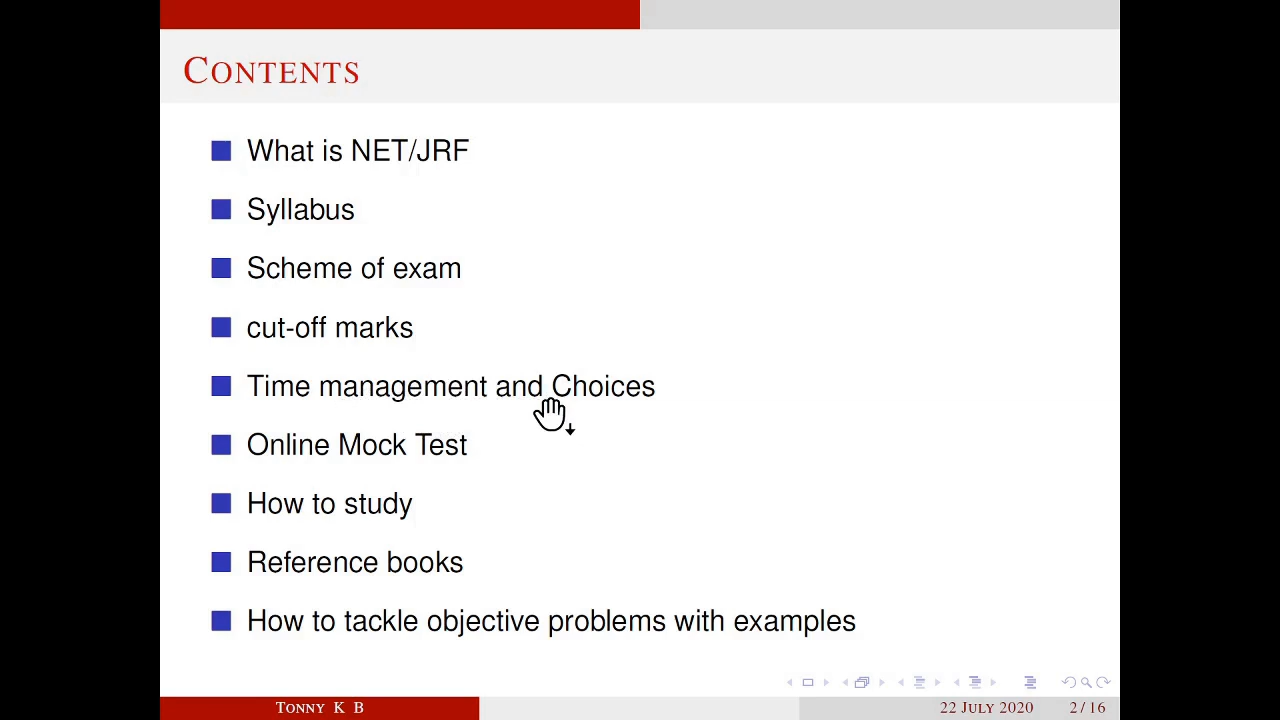 CONTENTS
What is NET/JRF
Syllabus
Scheme of exam
cut-off marks
Time management and Choices
Online Mock Test
How to study
Reference books
How to tackle objective problems with examples
TONNY K B
22 JULY 2020
2 / 16